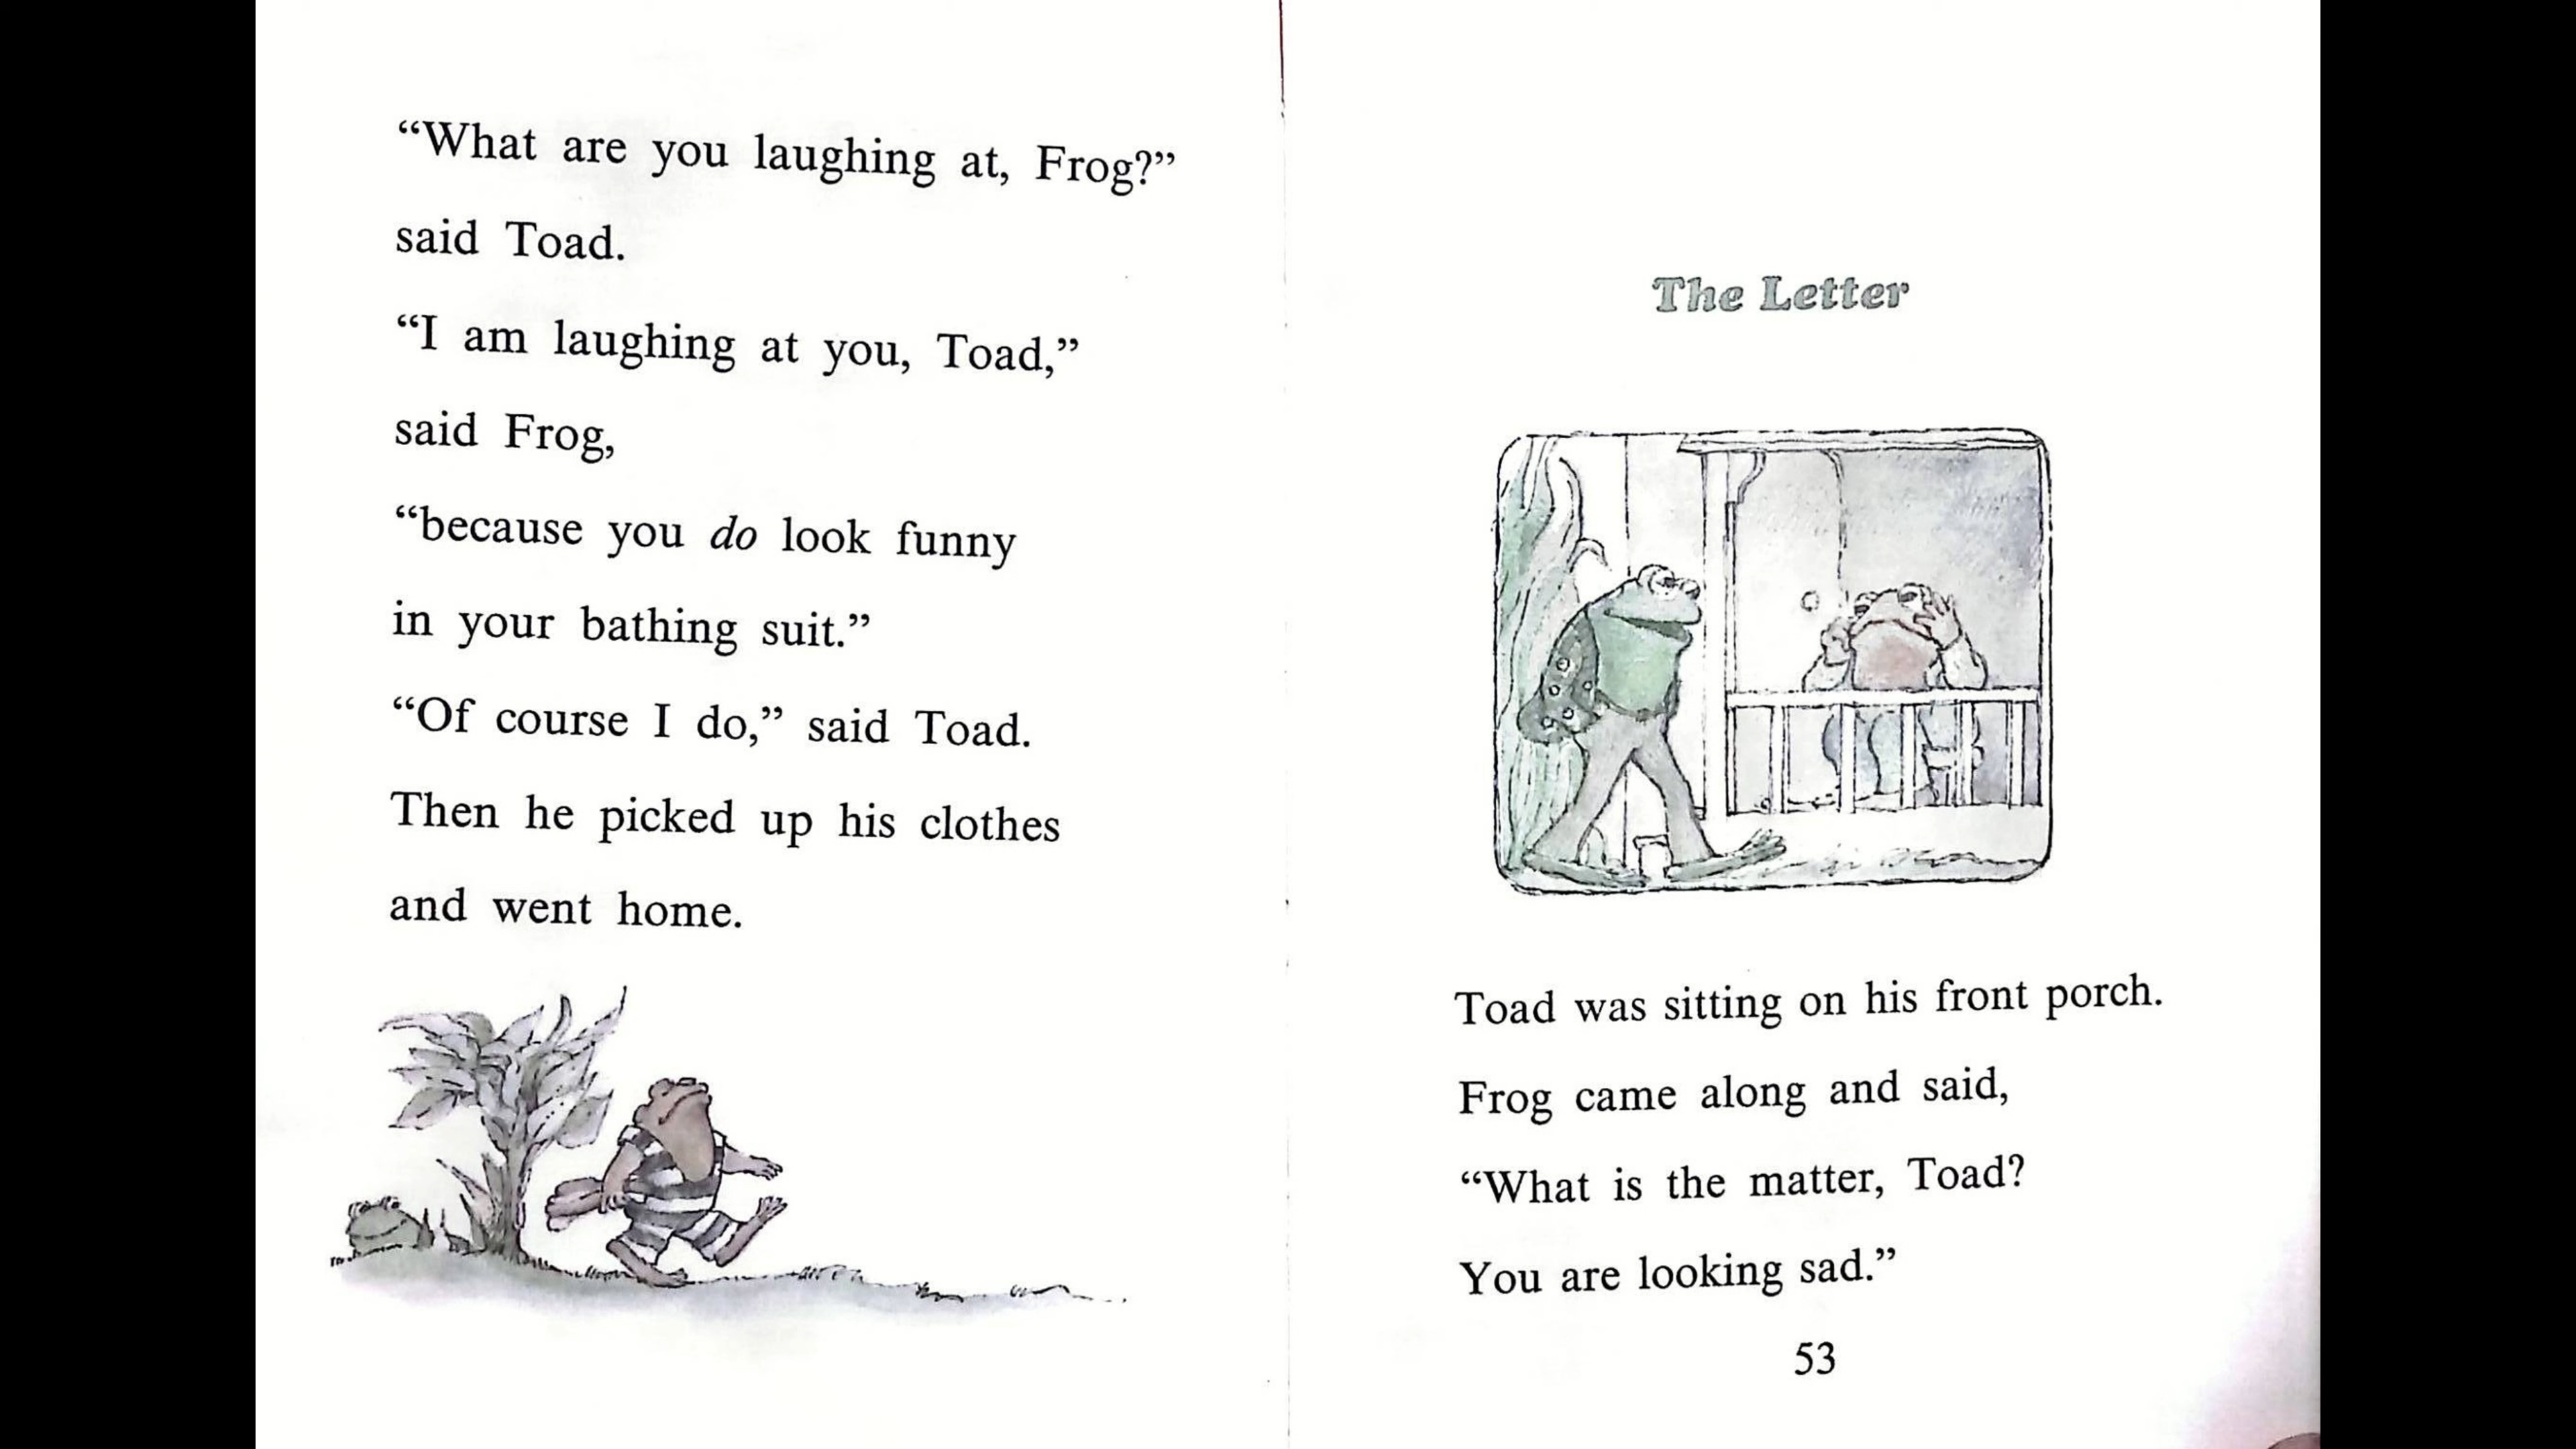 “What are you laughing at, Frog?”
said Toad.
“I am laughing at you, Toad,”
said Frog,
“because you do look funny
in your bathing suit.”
“Of course I do,” said Toad.
Then he picked up his clothes
and went home.
The Letter
Toad was sitting on his front porch.
Frog came along and said,
“What is the matter, Toad?
You are looking sad.”
53